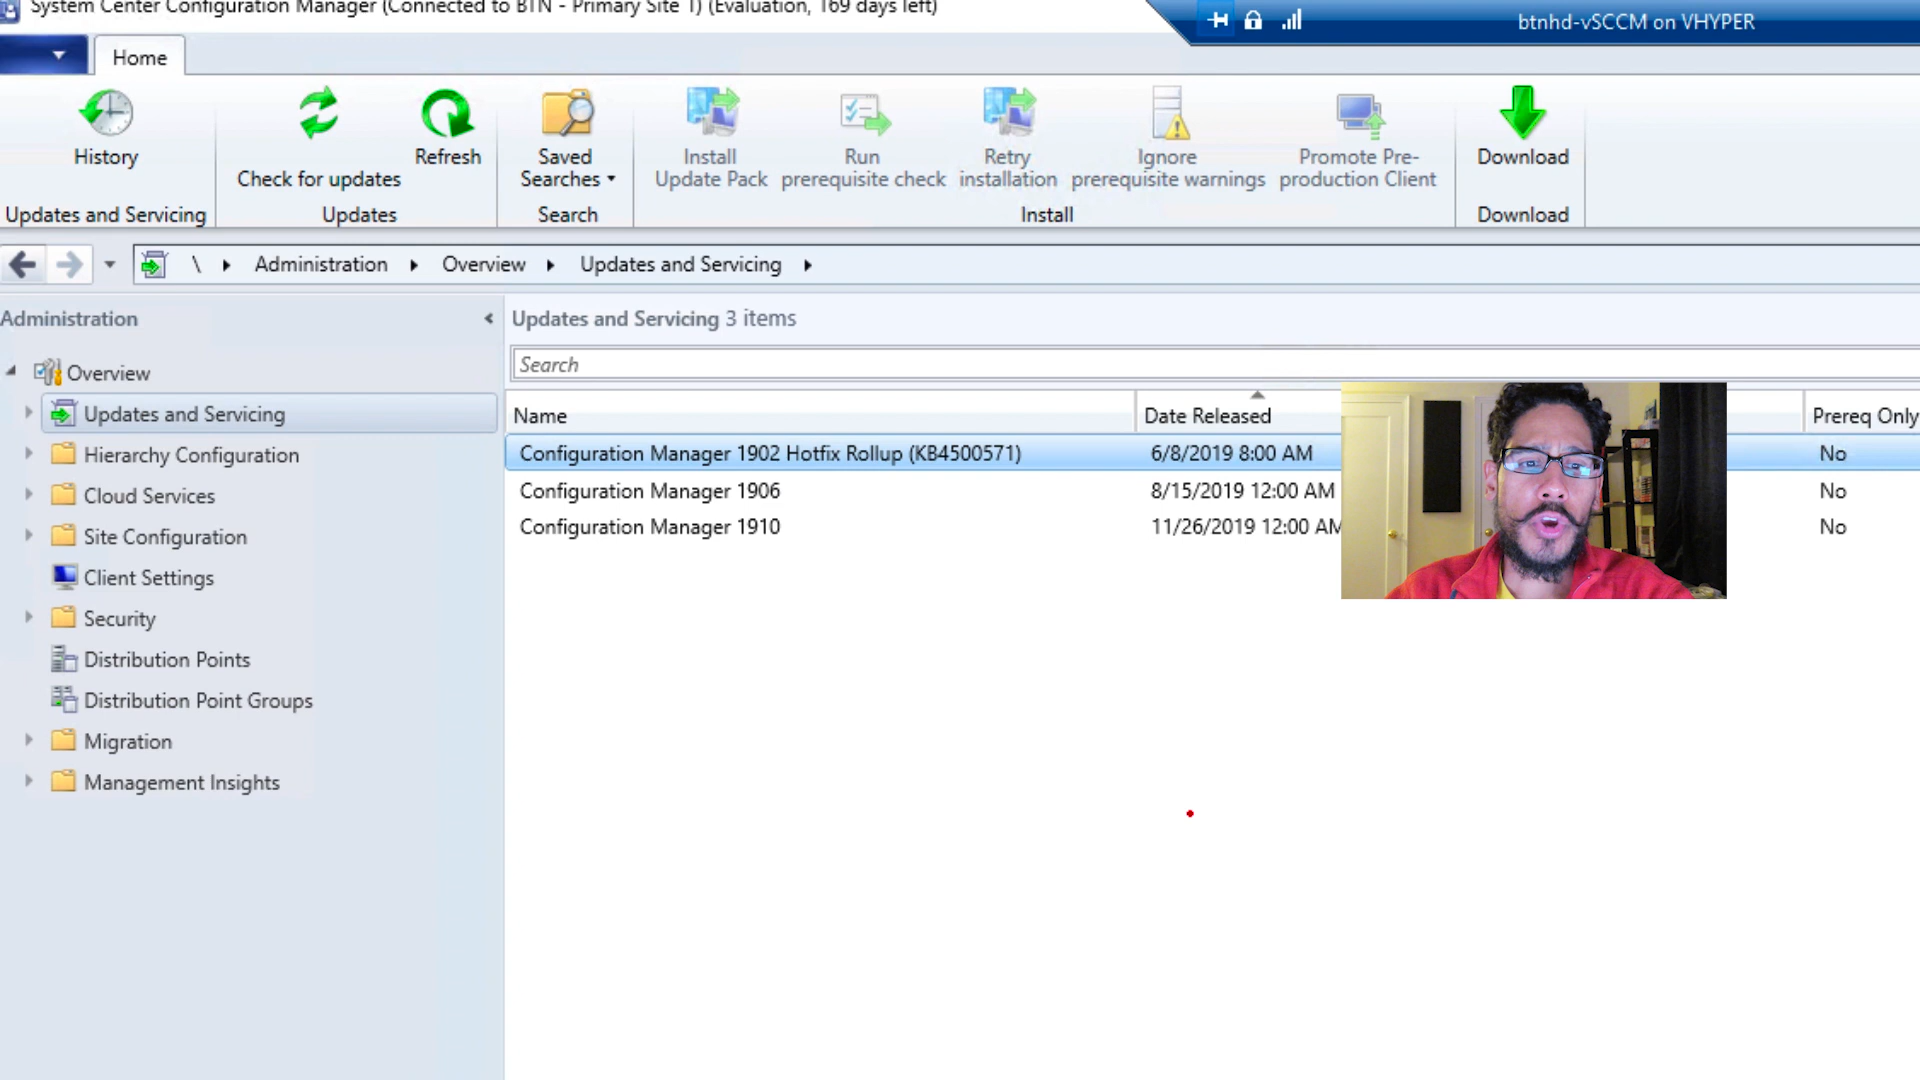 System Center Configuration Manager (Connected to BTN - Primary Site 1) (Evaluation, 169 days left)
btnhd-vSCCM on VHYPER
Home
History
Check for updates
Refresh
Saved Searches
Install Update Pack
Run prerequisite check
Retry installation
Ignore prerequisite warnings
Promote Pre-production Client
Download
Updates and Servicing
Updates
Search
Install
Download
\ Administration Overview Updates and Servicing
Administration
Updates and Servicing 3 items
Search
Overview
Updates and Servicing
Hierarchy Configuration
Cloud Services
Site Configuration
Client Settings
Security
Distribution Points
Distribution Point Groups
Migration
Management Insights
Name Date Released Prereq Only
Configuration Manager 1902 Hotfix Rollup (KB4500571) 6/8/2019 8:00 AM No
Configuration Manager 1906 8/15/2019 12:00 AM No
Configuration Manager 1910 11/26/2019 12:00 AM No